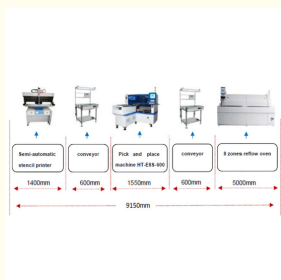 Semi-automatic
stencil printer
conveyor
Pick and place
machine HT-E8S-600
conveyor
8 zones reflow oven
1400mm
600mm
1550mm
600mm
5000mm
9150mm